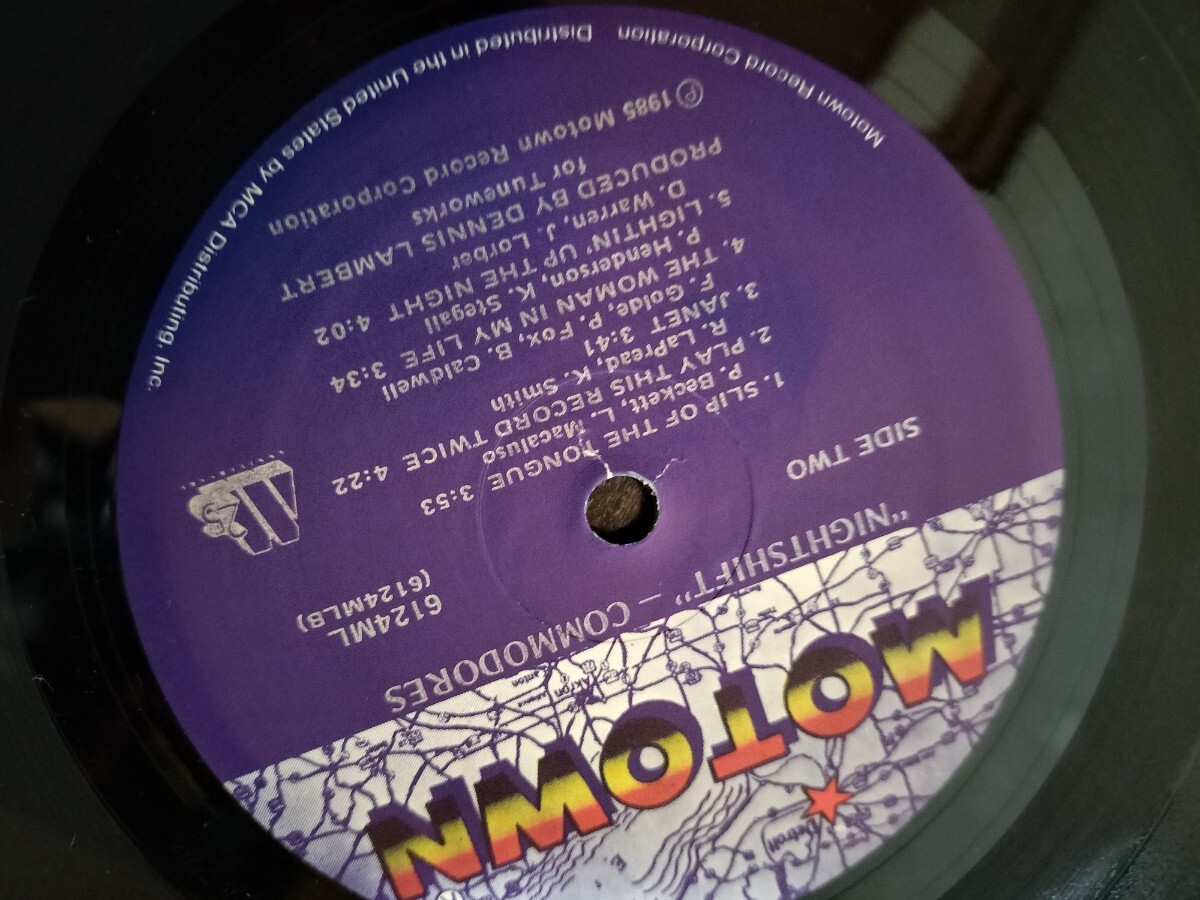 MOTOWN
Detroit
Akron
Canton
"NIGHTSHIFT" – COMMODORES
SIDE TWO
6124ML
(6124MLB)
1. SLIP OF THE TONGUE 3:53
P. Beckett, L. Macaluso
2. PLAY THIS RECORD TWICE 4:22
R. LaPread, K. Smith
3. JANET 3:41
F. Golde, P. Fox, B. Caldwell
4. THE WOMAN IN MY LIFE 3:34
P. Henderson, K. Stegall
5. LIGHTIN' UP THE NIGHT 4:02
D. Warren, J. Lorber
PRODUCED BY DENNIS LAMBERT
for Tuneworks
℗ 1985 Motown Record Corporation
Motown Record Corporation Distributed in the United States by MCA Distributing, Inc.